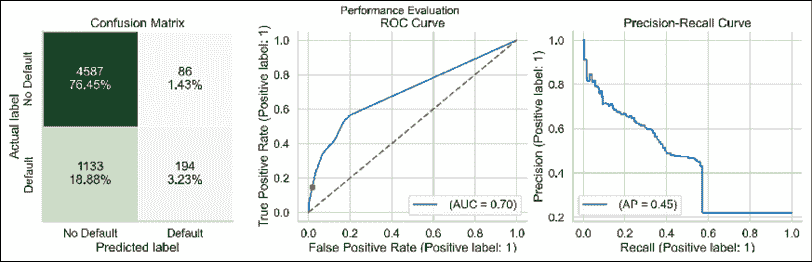 Performance Evaluation
Confusion Matrix
Actual label
No Default
Default
4587
76.45%
86
1.43%
1133
18.88%
194
3.23%
No Default
Default
Predicted label
ROC Curve
True Positive Rate (Positive label: 1)
1.0
0.8
0.6
0.4
0.2
0.0
(AUC = 0.70)
0.0 0.2 0.4 0.6 0.8 1.0
False Positive Rate (Positive label: 1)
Precision-Recall Curve
Precision (Positive label: 1)
1.0
0.8
0.6
0.4
0.2
(AP = 0.45)
0.0 0.2 0.4 0.6 0.8 1.0
Recall (Positive label: 1)